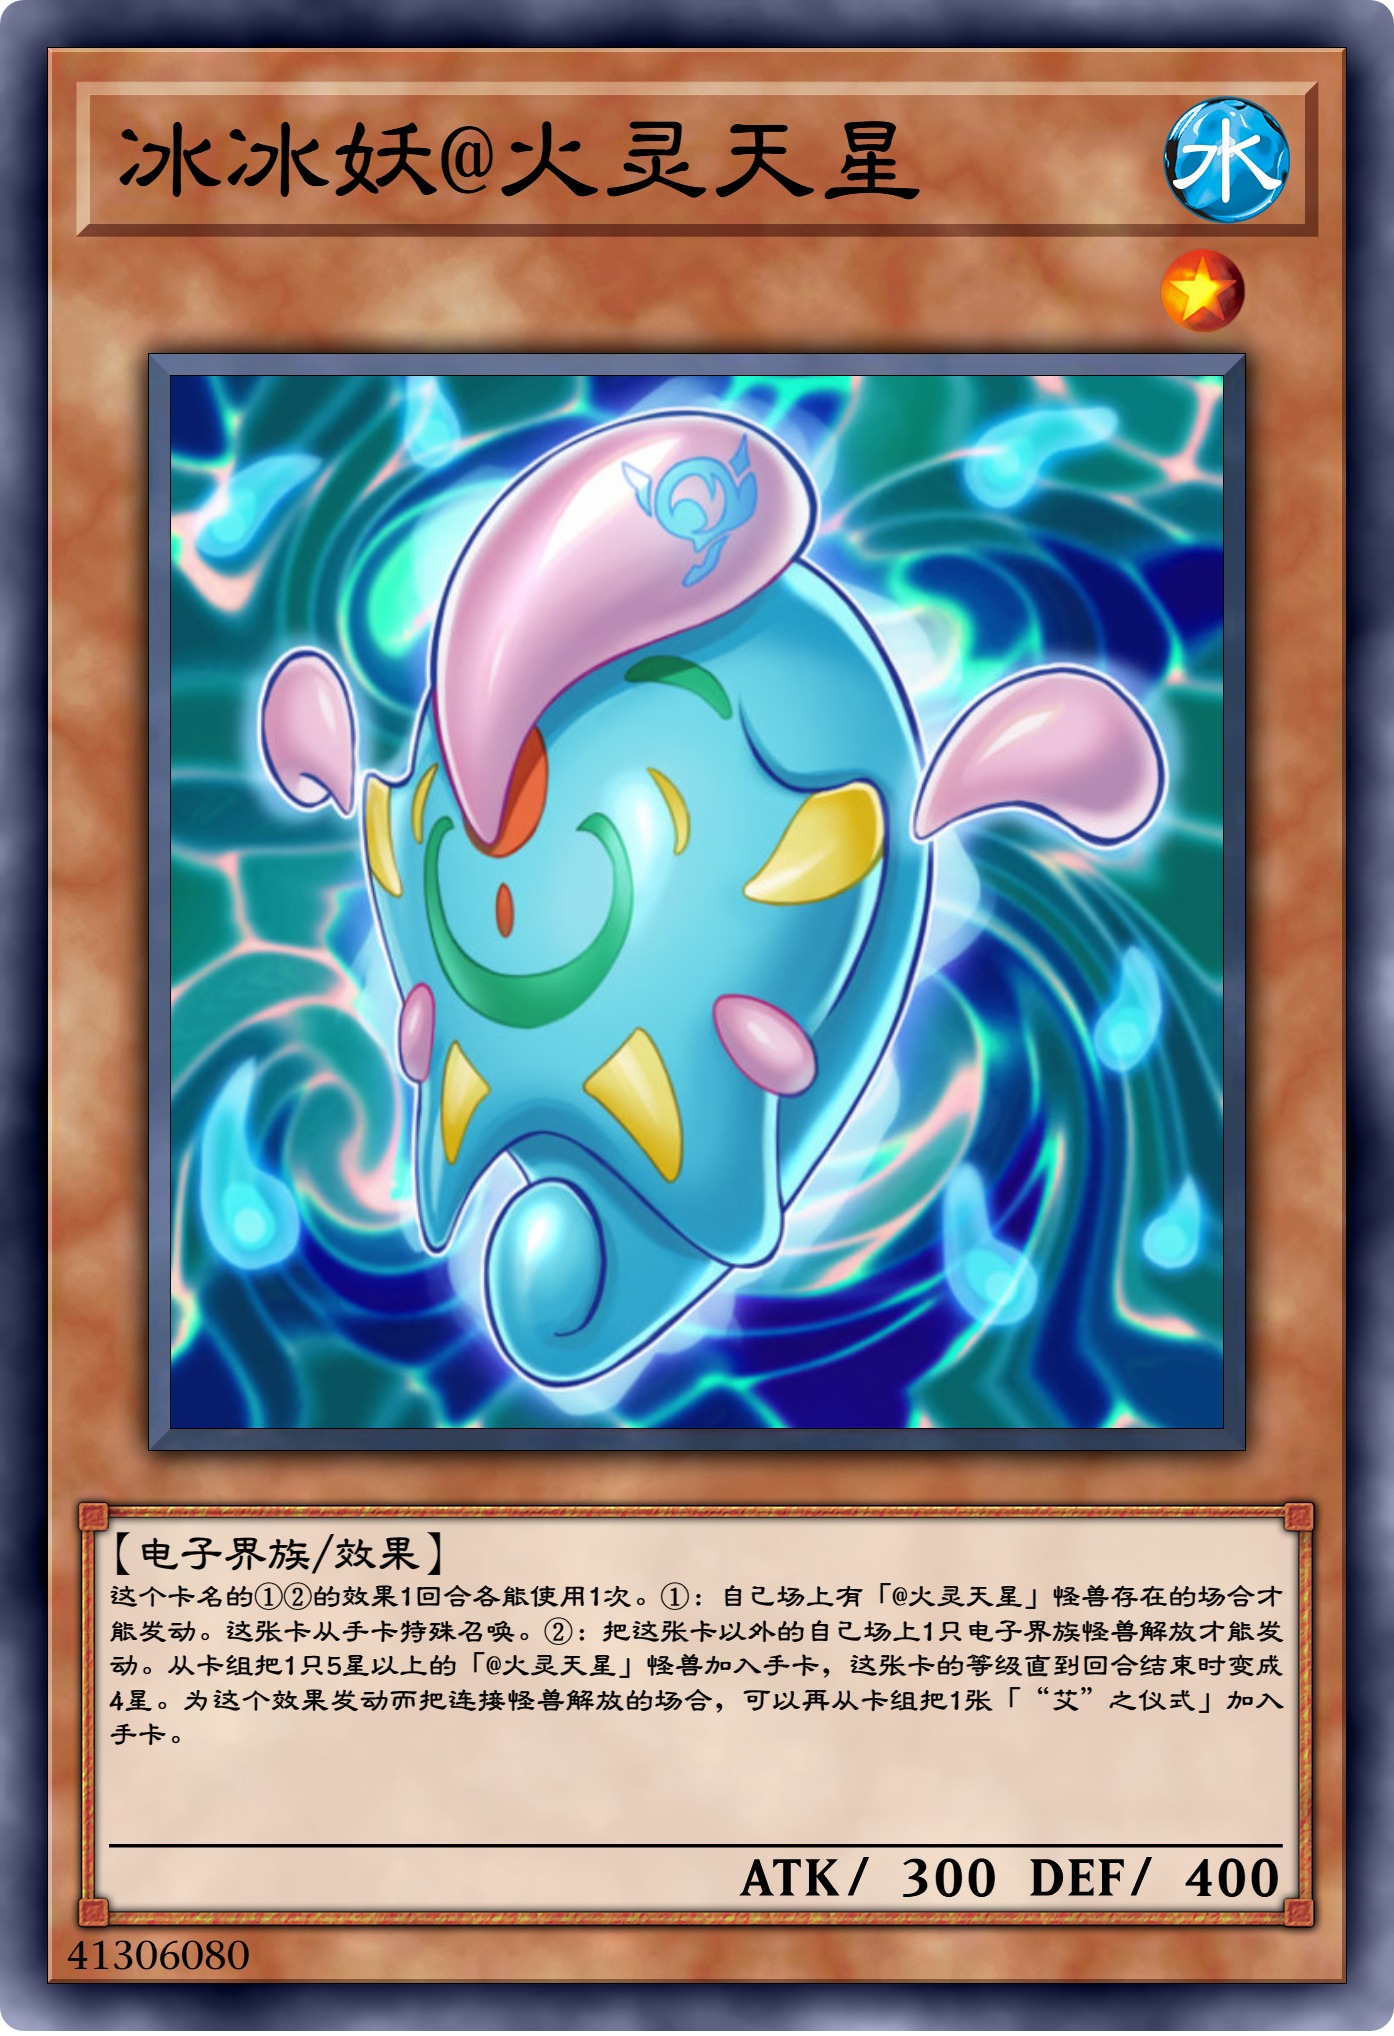 冰冰妖@火灵天星
水
【电子界族/效果】
这个卡名的①②的效果1回合各能使用1次。①：自己场上有「@火灵天星」怪兽存在的场合才
能发动。这张卡从手卡特殊召唤。②：把这张卡以外的自己场上1只电子界族怪兽解放才能发
动。从卡组把1只5星以上的「@火灵天星」怪兽加入手卡，这张卡的等级直到回合结束时变成
4星。为这个效果发动而把连接怪兽解放的场合，可以再从卡组把1张「“艾”之仪式」加入
手卡。
ATK/ 300 DEF/ 400
41306080